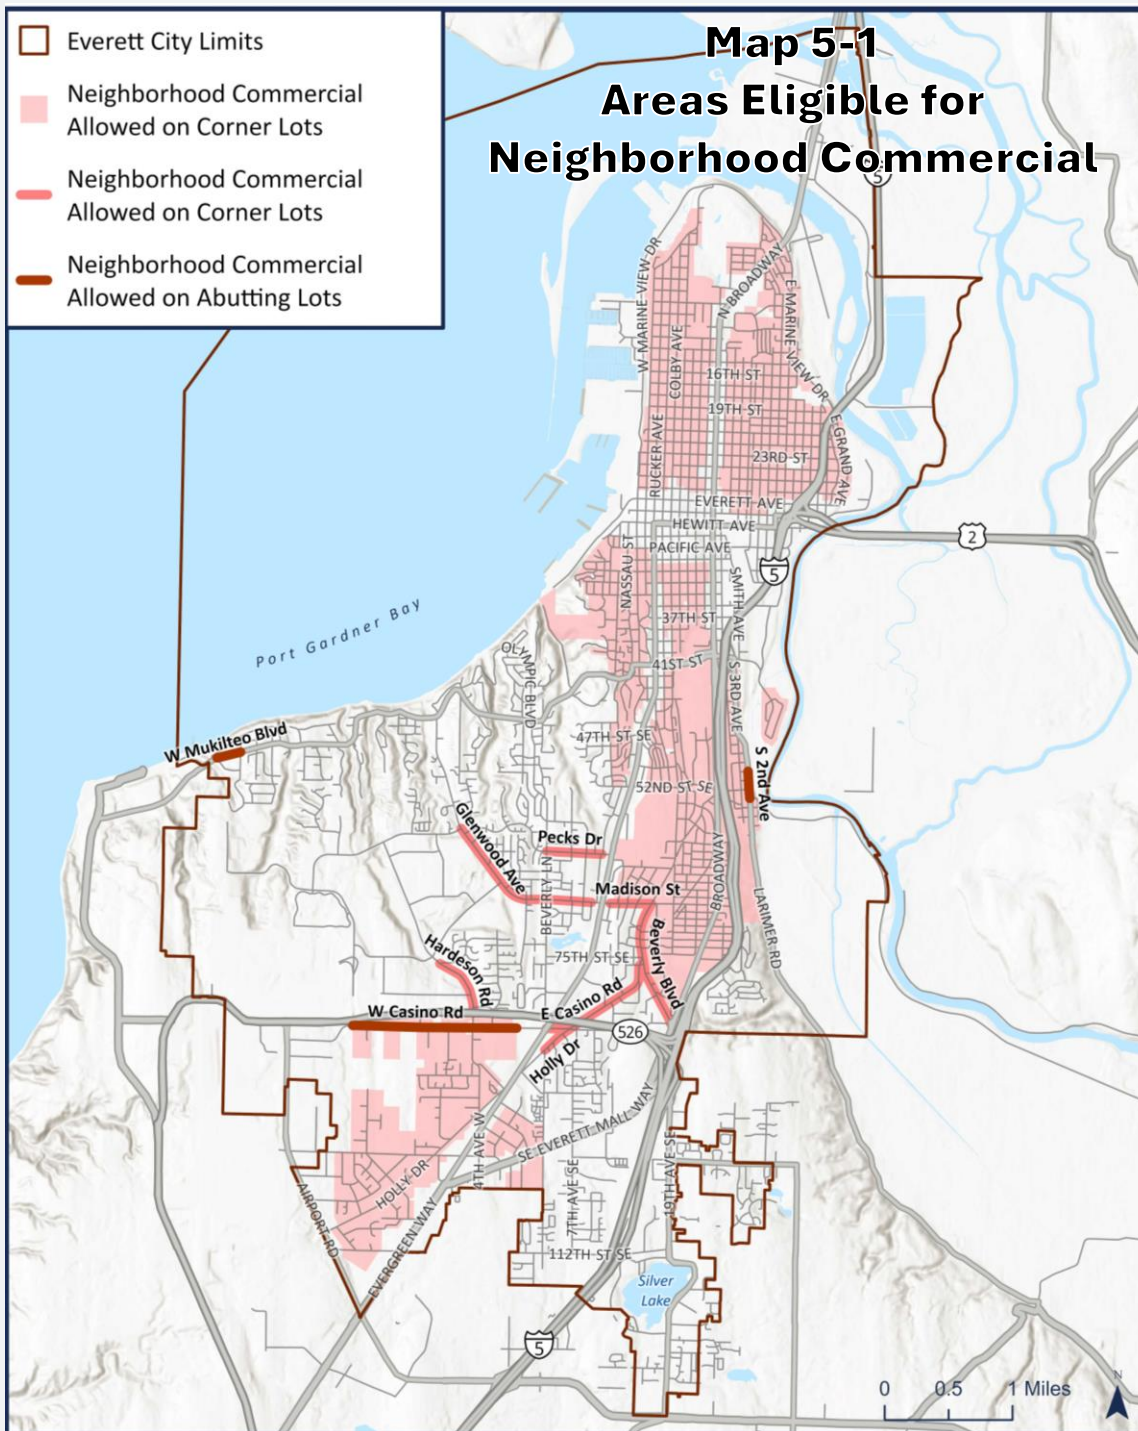 Map 5-1
Areas Eligible for
Neighborhood Commercial
Everett City Limits
Neighborhood Commercial
Allowed on Corner Lots
Neighborhood Commercial
Allowed on Corner Lots
Neighborhood Commercial
Allowed on Abutting Lots
5
W MARINE VIEW DR
N BROADWAY
E MARINE VIEW DR
COLBY AVE
16TH ST
19TH ST
RUCKER AVE
23RD ST
E GRAND AVE
EVERETT AVE
HEWITT AVE
PACIFIC AVE
2
5
NASSAU ST
SMITH AVE
37TH ST
Port Gardner Bay
OLYMPIC BLVD
41ST ST
S 3RD AVE
W Mukilteo Blvd
47TH ST SE
S 2nd Ave
52ND ST SE
Glenwood Ave
Pecks Dr
BROADWAY
BEVERLY LN
Madison St
LARIMER RD
Hardeson Rd
Beverly Blvd
75TH ST SE
W Casino Rd
E Casino Rd
526
Holly Dr
4TH AVE W
SE EVERETT MALL WAY
HOLLY DR
7TH AVE SE
19TH AVE SE
AIRPORT RD
EVERGREEN WAY
112TH ST SE
Silver
Lake
5
0 0.5 1 Miles
N